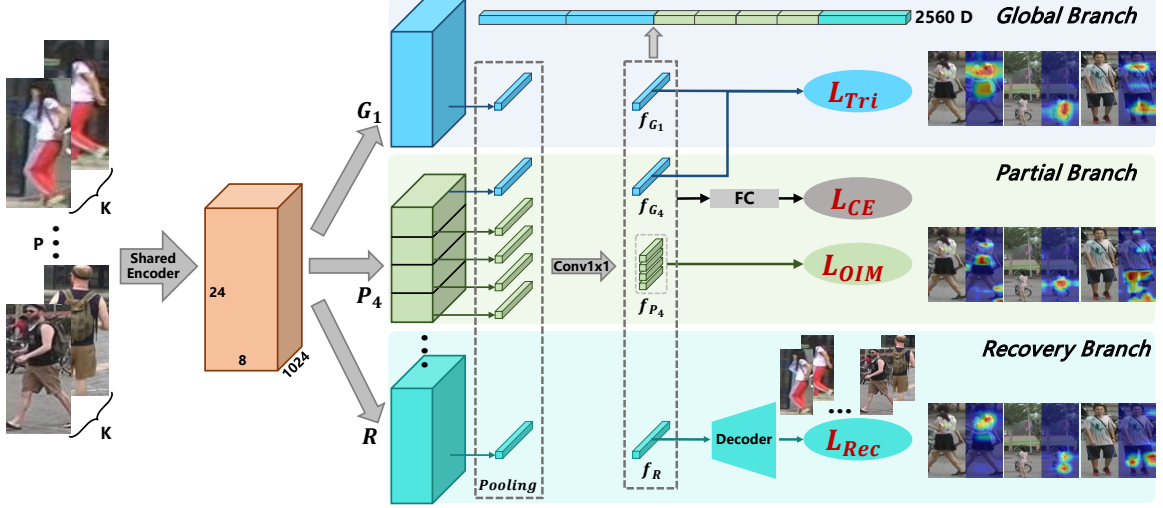 2560 D
Global Branch
G1
fG1
LTri
K
P
Shared
Encoder
24
8
1024
Partial Branch
P4
fG4
FC
LCE
Conv1x1
fP4
LOIM
K
Recovery Branch
R
Pooling
fR
Decoder
LRec